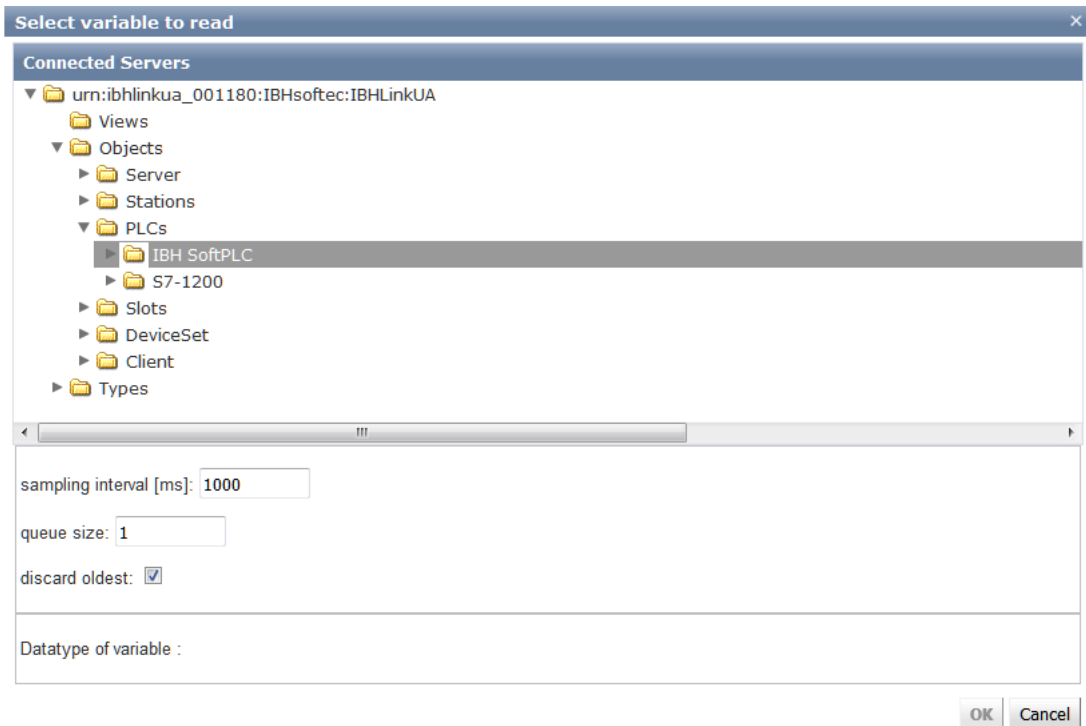 Select variable to read
Connected Servers
urn:ibhlinkua_001180:IBHsoftec:IBHLinkUA
Views
Objects
Server
Stations
PLCs
IBH SoftPLC
S7-1200
Slots
DeviceSet
Client
Types
sampling interval [ms]: 1000
queue size: 1
discard oldest:
Datatype of variable :
OK Cancel